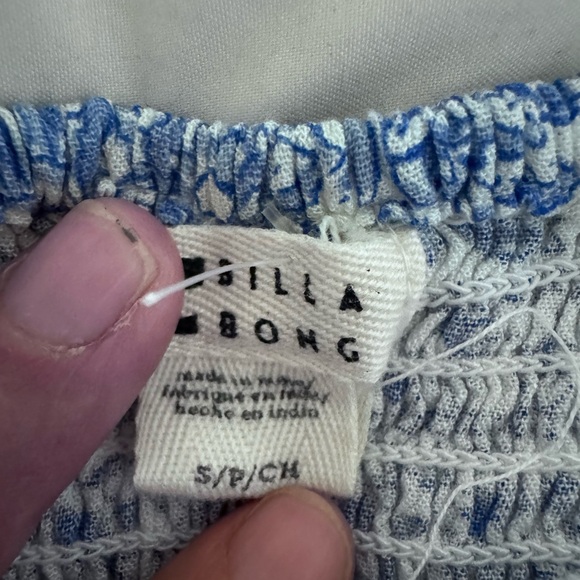 BILLA
BONG
made in india/
fabriqué en inde/
hecho en india
S/P/CH